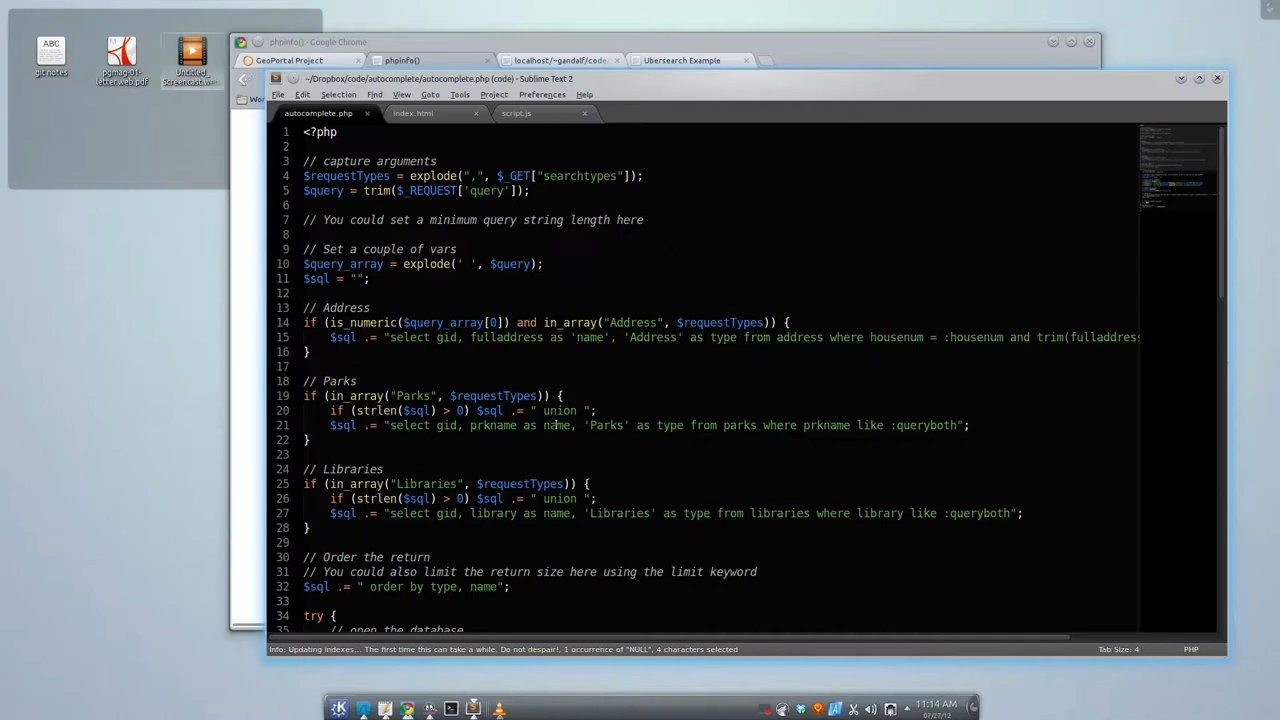 ABC
git notes
pgmag-01-
letter.web.pdf
Untitled_
Screencast.we
phpinfo() - Google Chrome
GeoPortal Project
phpinfo()
localhost/~gandalf/code/
Ubersearch Example
Wor
~/Dropbox/code/autocomplete/autocomplete.php (code) - Sublime Text 2
File Edit Selection Find View Goto Tools Project Preferences Help
autocomplete.php index.html script.js
1 <?php
2
3 // capture arguments
4 $requestTypes = explode(',', $_GET["searchtypes"]);
5 $query = trim($_REQUEST['query']);
6
7 // You could set a minimum query string length here
8
9 // Set a couple of vars
10 $query_array = explode(' ', $query);
11 $sql = "";
12
13 // Address
14 if (is_numeric($query_array[0]) and in_array("Address", $requestTypes)) {
15 $sql .= "select gid, fulladdress as 'name', 'Address' as type from address where housenum = :housenum and trim(fulladdress
16 }
17
18 // Parks
19 if (in_array("Parks", $requestTypes)) {
20 if (strlen($sql) > 0) $sql .= " union ";
21 $sql .= "select gid, prkname as name, 'Parks' as type from parks where prkname like :queryboth";
22 }
23
24 // Libraries
25 if (in_array("Libraries", $requestTypes)) {
26 if (strlen($sql) > 0) $sql .= " union ";
27 $sql .= "select gid, library as name, 'Libraries' as type from libraries where library like :queryboth";
28 }
29
30 // Order the return
31 // You could also limit the return size here using the limit keyword
32 $sql .= " order by type, name";
33
34 try {
35 // open the database
Info: Updating indexes... The first time this can take a while. Do not despair!, 1 occurrence of "NULL", 4 characters selected
Tab Size: 4
PHP
11:14 AM
07/27/12